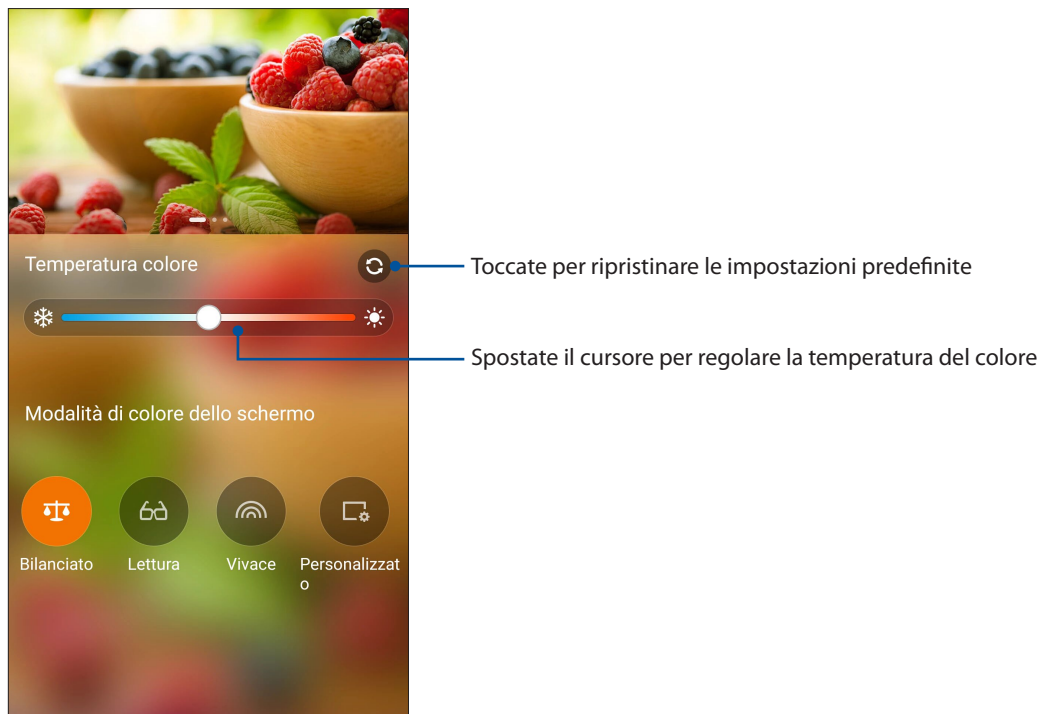 Temperatura colore
Toccate per ripristinare le impostazioni predefinite
Spostate il cursore per regolare la temperatura del colore
Modalità di colore dello schermo
Bilanciato
Lettura
Vivace
Personalizzat
o